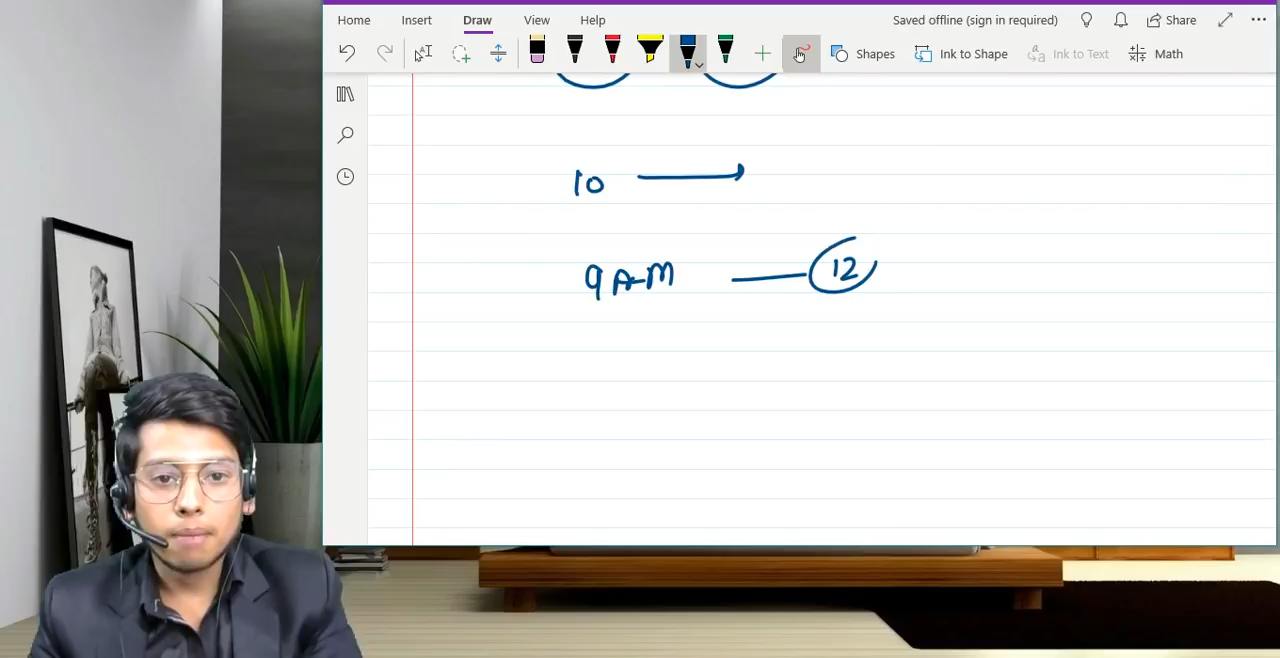 Home Insert Draw View Help Saved offline (sign in required) Share
Ink to Shape Shapes Ink to Text Math
10
9 A-M 12